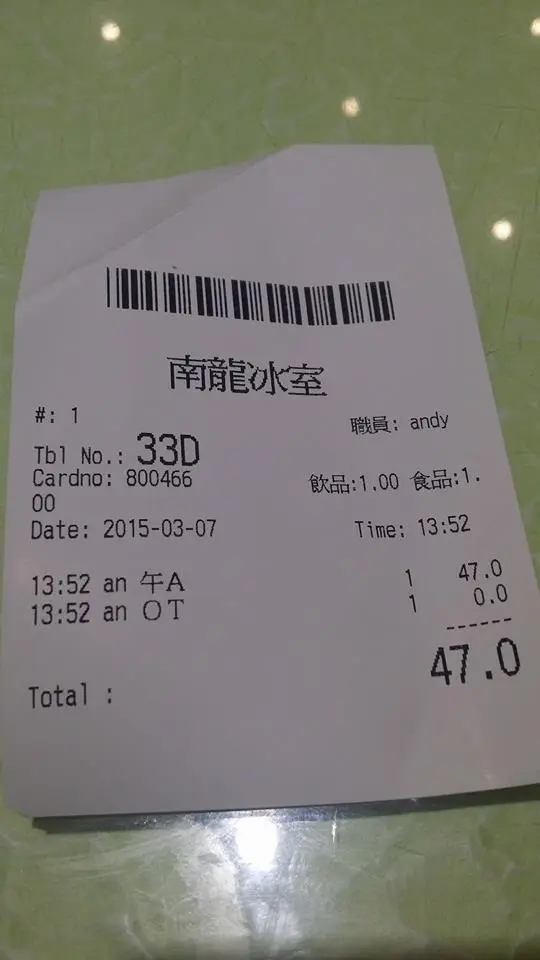 南龍冰室
#: 1 職員: andy
Tbl No.: 33D
Cardno: 800466 飲品:1.00 食品:1.
00
Date: 2015-03-07 Time: 13:52
13:52 an 午A 1 47.0
13:52 an OT 1 0.0
------
Total : 47.0